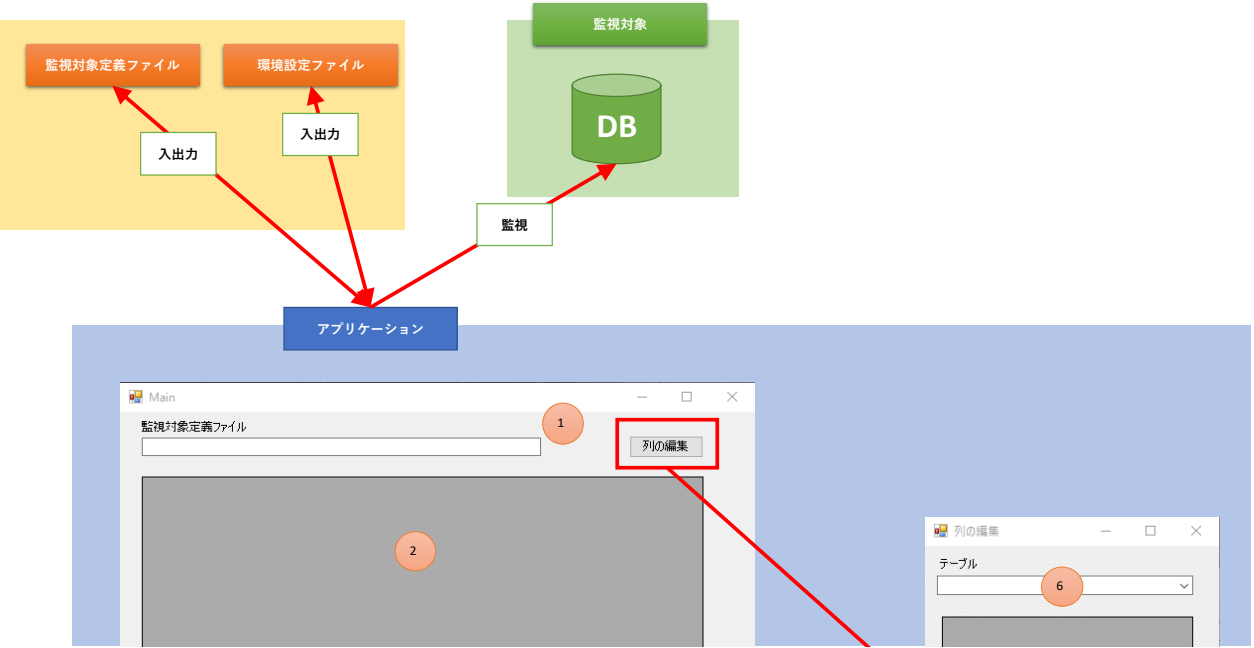 監視対象
監視対象定義ファイル
環境設定ファイル
DB
入出力
入出力
監視
アプリケーション
Main
1
監視対象定義ファイル
列の編集
2
列の編集
テーブル
6